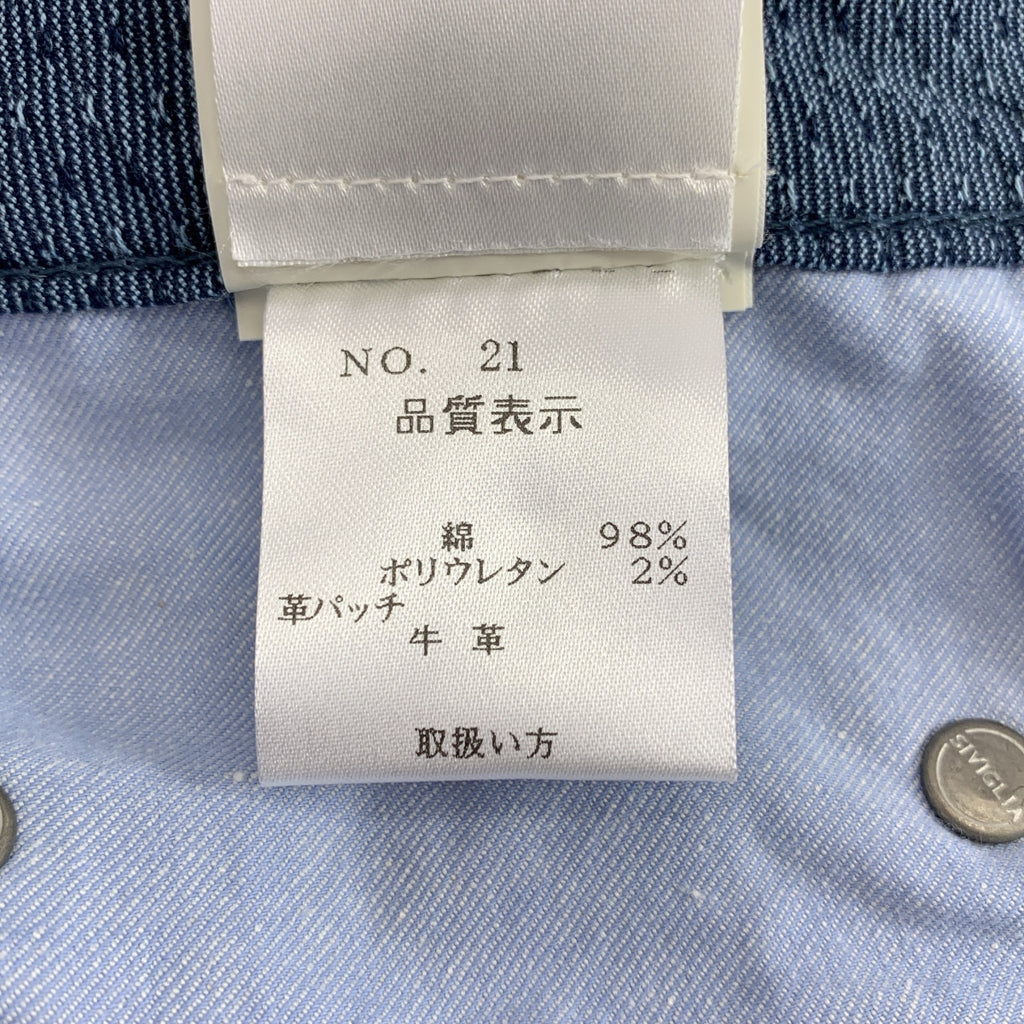 NO. 21
品質表示
綿 98%
ポリウレタン 2%
革パッチ
牛 革
取扱い方
SIVIGLIA